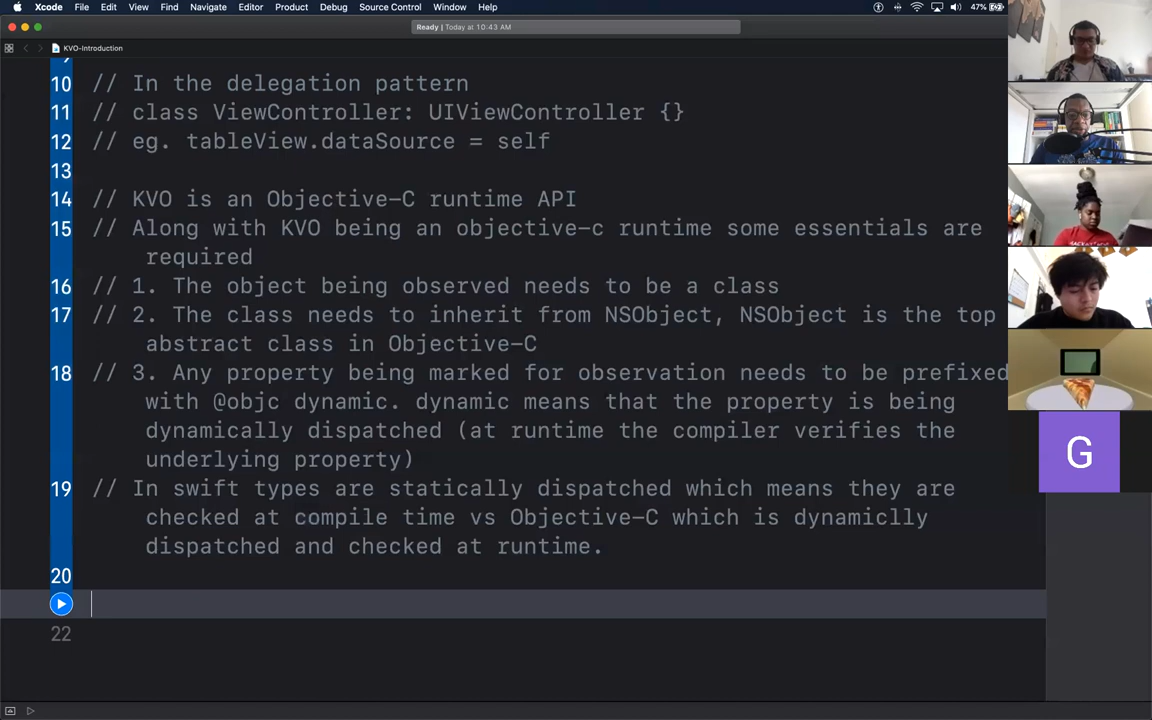 Xcode File Edit View Find Navigate Editor Product Debug Source Control Window Help 47%
Ready | Today at 10:43 AM
KVO-Introduction
10 // In the delegation pattern
11 // class ViewController: UIViewController {}
12 // eg. tableView.dataSource = self
13
14 // KVO is an Objective-C runtime API
15 // Along with KVO being an objective-c runtime some essentials are
required
16 // 1. The object being observed needs to be a class
17 // 2. The class needs to inherit from NSObject, NSObject is the top
abstract class in Objective-C
18 // 3. Any property being marked for observation needs to be prefixed
with @objc dynamic. dynamic means that the property is being
dynamically dispatched (at runtime the compiler verifies the
underlying property)
19 // In swift types are statically dispatched which means they are
checked at compile time vs Objective-C which is dynamiclly
dispatched and checked at runtime.
20
22
G